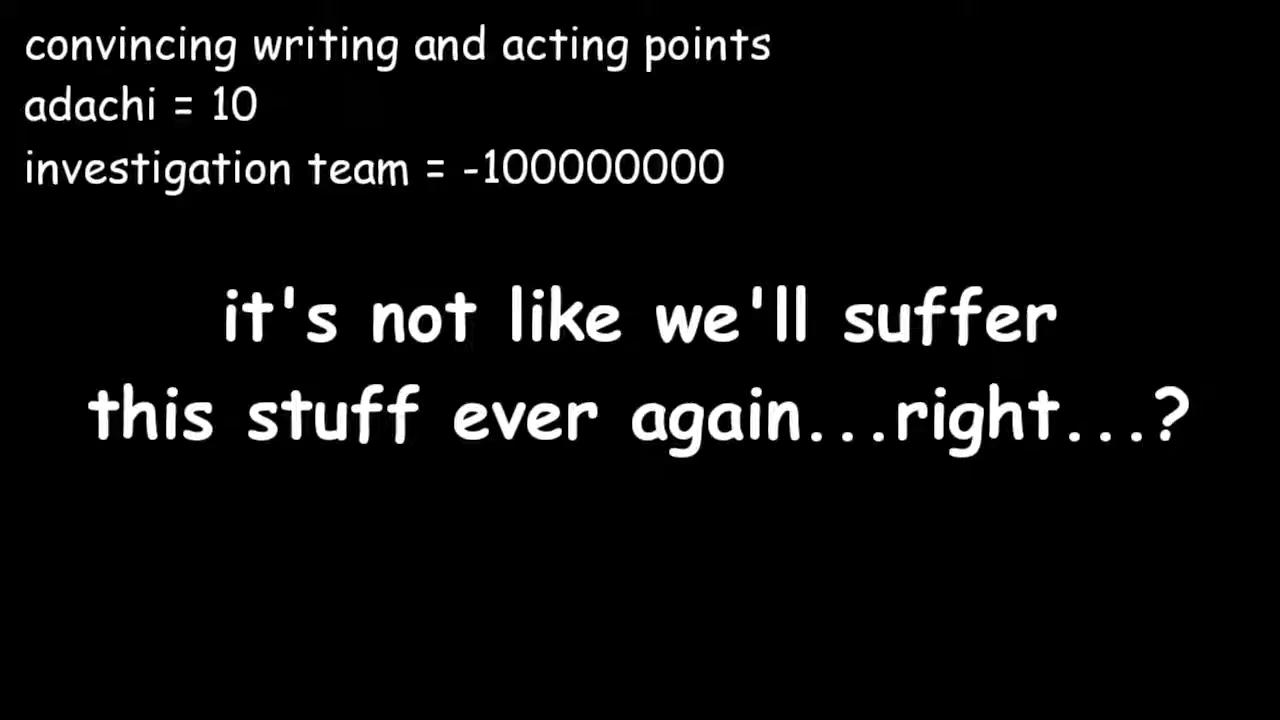 convincing writing and acting points
adachi = 10
investigation team = -100000000
it's not like we'll suffer
this stuff ever again...right...?